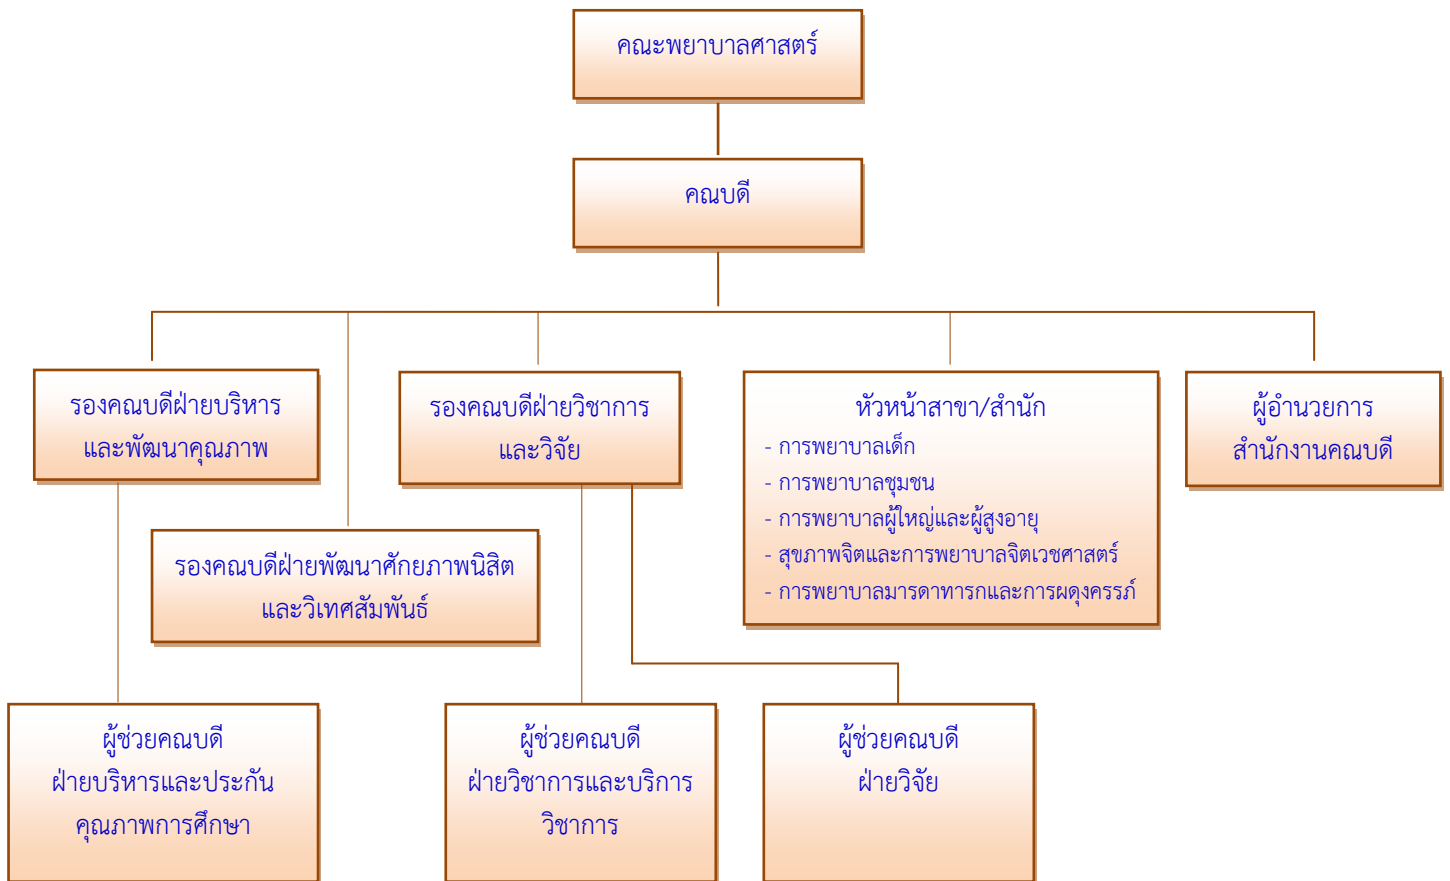 คณะพยาบาลศาสตร์
คณบดี
รองคณบดีฝ่ายบริหาร
และพัฒนาคุณภาพ
รองคณบดีฝ่ายวิชาการ
และวิจัย
หัวหน้าสาขา/สำนัก
- การพยาบาลเด็ก
- การพยาบาลชุมชน
- การพยาบาลผู้ใหญ่และผู้สูงอายุ
- สุขภาพจิตและการพยาบาลจิตเวชศาสตร์
- การพยาบาลมารดาทารกและการผดุงครรภ์
ผู้อำนวยการ
สำนักงานคณบดี
รองคณบดีฝ่ายพัฒนาศักยภาพนิสิต
และวิเทศสัมพันธ์
ผู้ช่วยคณบดี
ฝ่ายบริหารและประกัน
คุณภาพการศึกษา
ผู้ช่วยคณบดี
ฝ่ายวิชาการและบริการ
วิชาการ
ผู้ช่วยคณบดี
ฝ่ายวิจัย